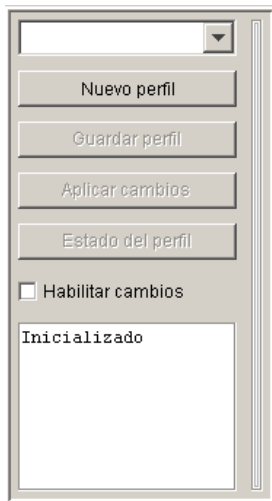 Nuevo perfil
Guardar perfil
Aplicar cambios
Estado del perfil
Habilitar cambios
Inicializado